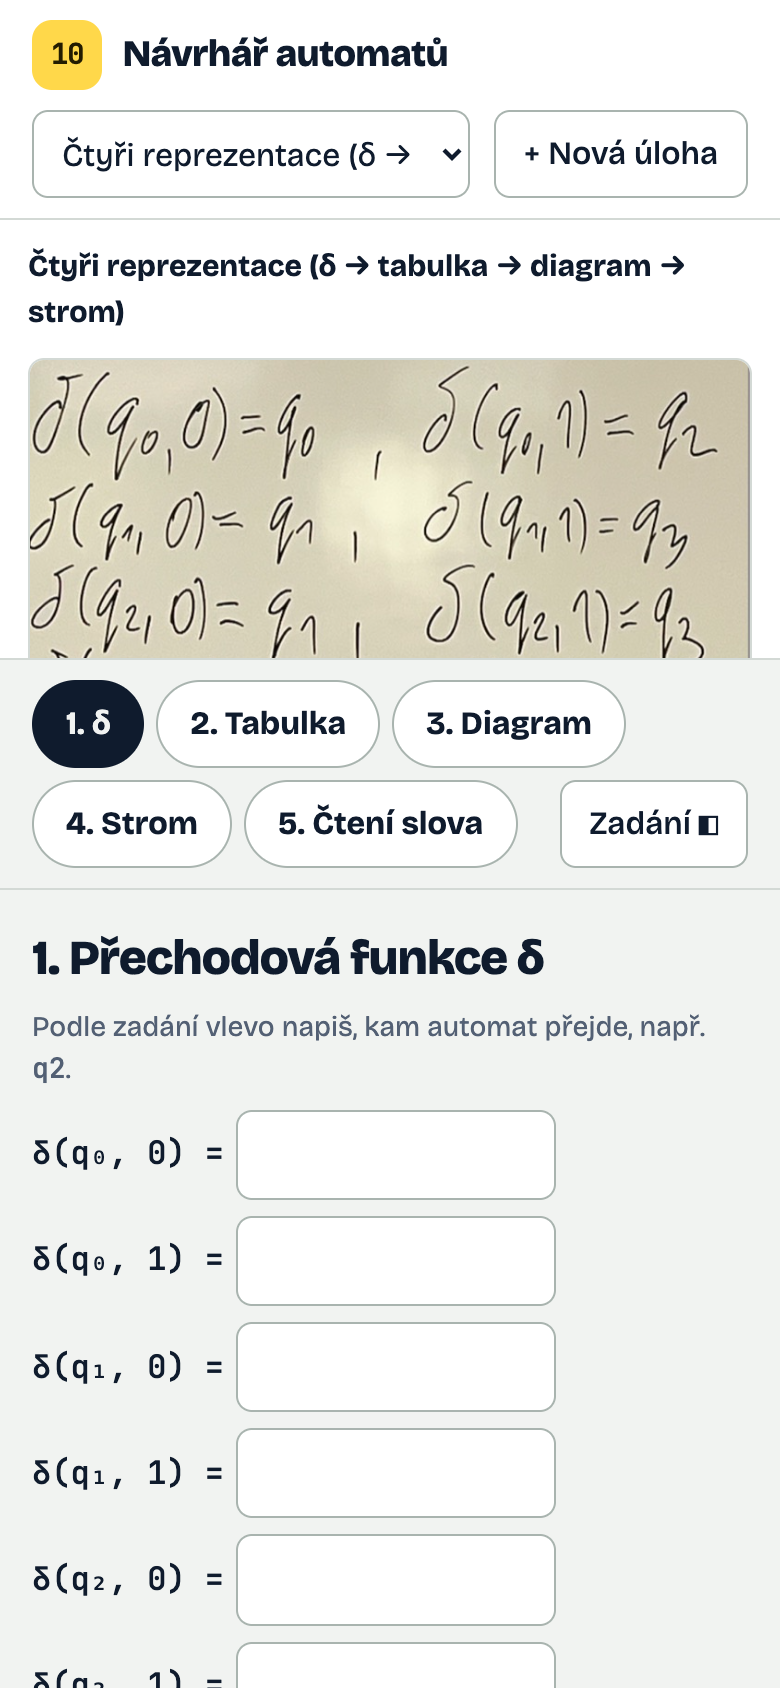 10 Návrhář automatů
Čtyři reprezentace (δ →
+ Nová úloha
Čtyři reprezentace (δ → tabulka → diagram →
strom)
δ(q₀, 0) = q₀ , δ(q₀, 1) = q₂
δ(q₁, 0) = q₁ , δ(q₁, 1) = q₃
δ(q₂, 0) = q₁ , δ(q₂, 1) = q₃
1. δ
2. Tabulka
3. Diagram
4. Strom
5. Čtení slova
Zadání
1. Přechodová funkce δ
Podle zadání vlevo napiš, kam automat přejde, např.
q2.
δ(q₀, 0) =
δ(q₀, 1) =
δ(q₁, 0) =
δ(q₁, 1) =
δ(q₂, 0) =
δ(q₂, 1) =